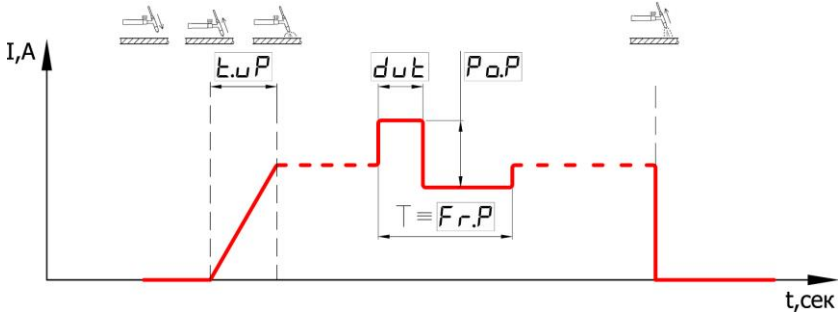 I,A
t.uP
dut
Po.P
T ≡ Fr.P
t,сек